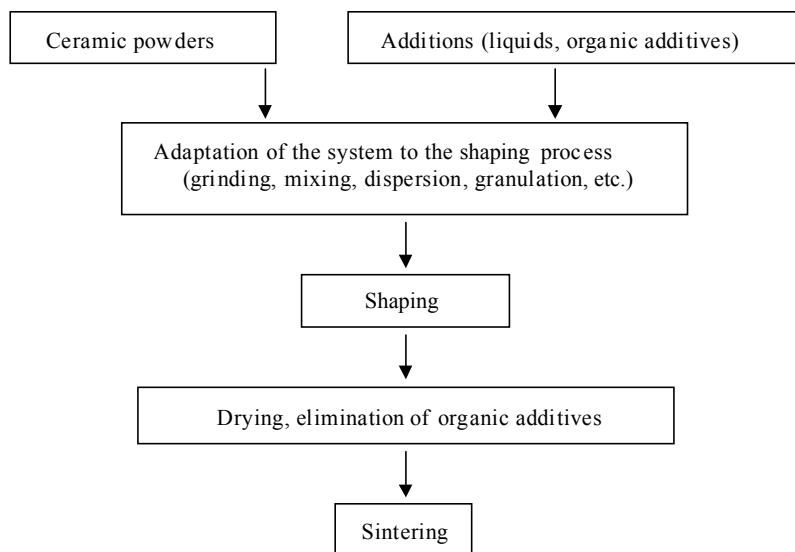 Ceramic powders
Additions (liquids, organic additives)
Adaptation of the system to the shaping process
(grinding, mixing, dispersion, granulation, etc.)
Shaping
Drying, elimination of organic additives
Sintering